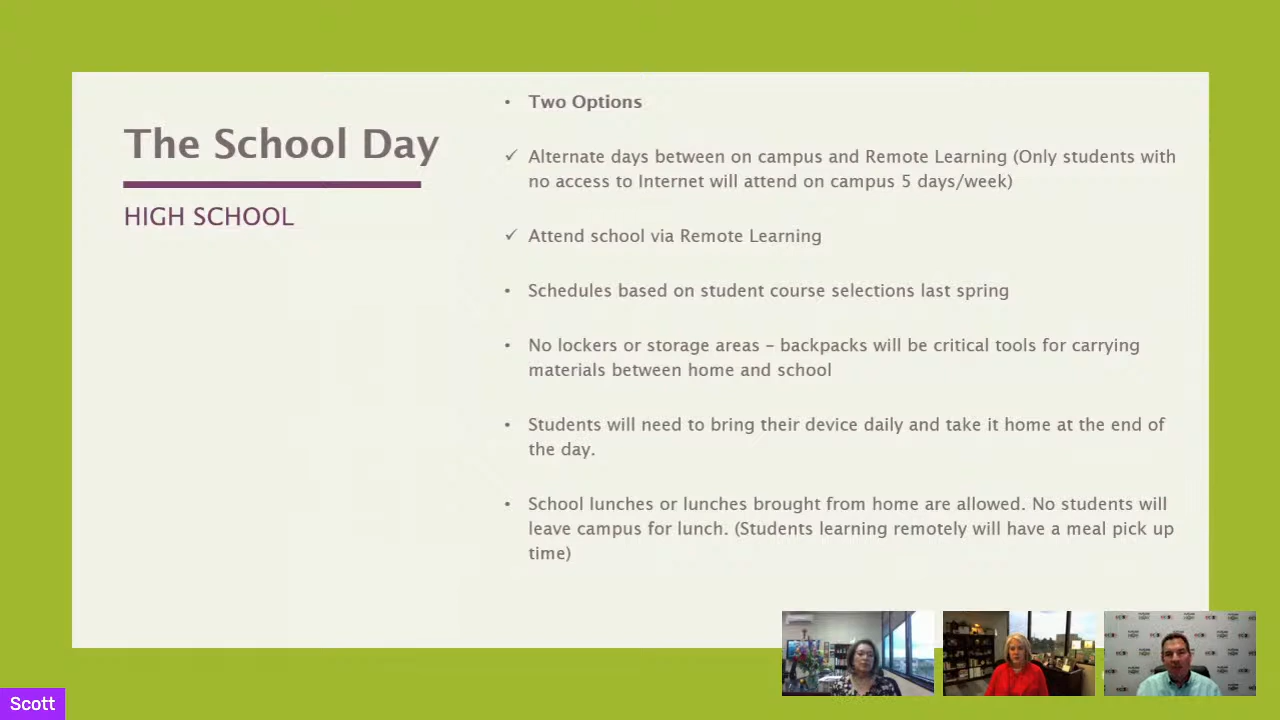 The School Day
HIGH SCHOOL
• Two Options
✓ Alternate days between on campus and Remote Learning (Only students with
no access to Internet will attend on campus 5 days/week)
✓ Attend school via Remote Learning
• Schedules based on student course selections last spring
• No lockers or storage areas – backpacks will be critical tools for carrying
materials between home and school
• Students will need to bring their device daily and take it home at the end of
the day.
• School lunches or lunches brought from home are allowed. No students will
leave campus for lunch. (Students learning remotely will have a meal pick up
time)
Scott